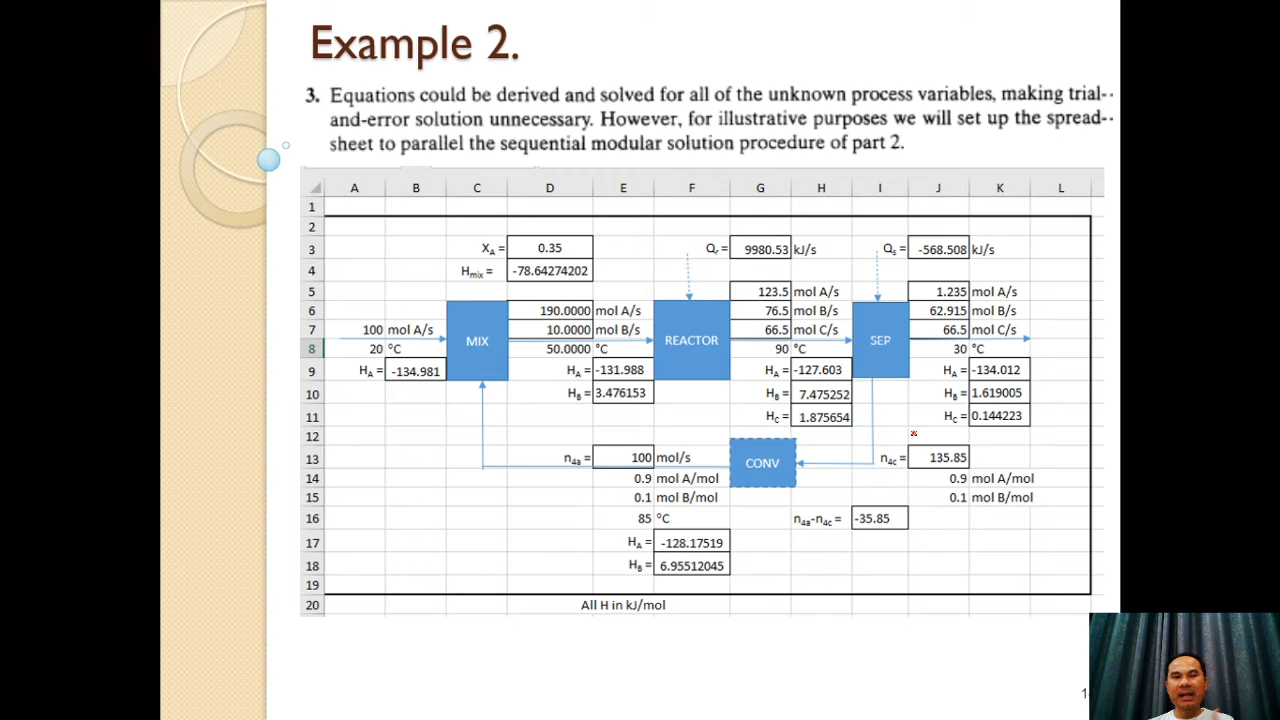 Example 2.
3. Equations could be derived and solved for all of the unknown process variables, making trial-
and-error solution unnecessary. However, for illustrative purposes we will set up the spread-
sheet to parallel the sequential modular solution procedure of part 2.
A B C D E F G H I J K L
1
2
3 XA = 0.35 Qr = 9980.53 kJ/s Qs = -568.508 kJ/s
4 Hmix = -78.64274202
5 123.5 mol A/s 1.235 mol A/s
6 190.0000 mol A/s 76.5 mol B/s 62.915 mol B/s
7 100 mol A/s MIX 10.0000 mol B/s REACTOR 66.5 mol C/s SEP 66.5 mol C/s
8 20 °C 50.0000 °C 90 °C 30 °C
9 HA = -134.981 HA = -131.988 HA = -127.603 HA = -134.012
10 HB = 3.476153 HB = 7.475252 HB = 1.619005
11 HC = 1.875654 HC = 0.144223
12
13 n4a = 100 mol/s CONV n4c = 135.85
14 0.9 mol A/mol 0.9 mol A/mol
15 0.1 mol B/mol 0.1 mol B/mol
16 85 °C n4a-n4c = -35.85
17 HA = -128.17519
18 HB = 6.95512045
19
20 All H in kJ/mol